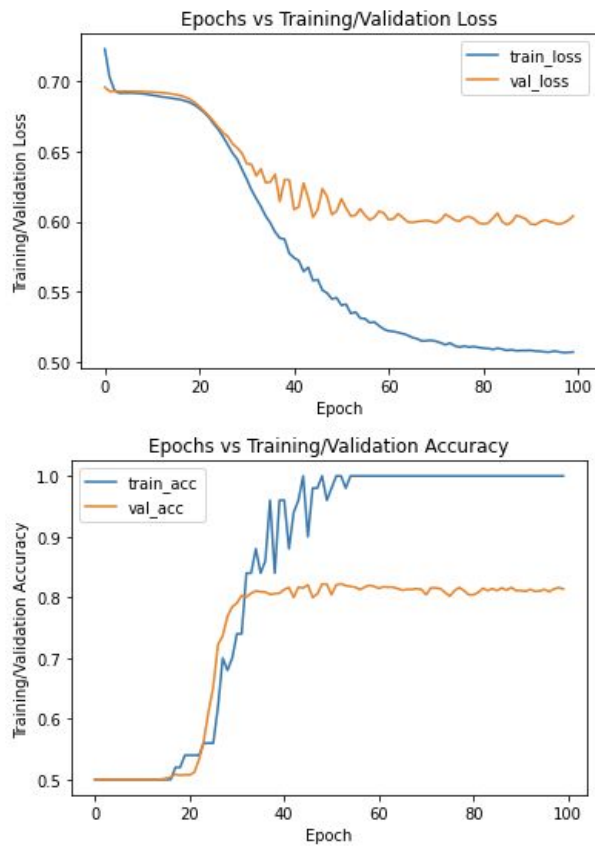 Epochs vs Training/Validation Loss
train_loss
val_loss
0.70
0.65
0.60
0.55
0.50
Training/Validation Loss
0 20 40 60 80 100
Epoch
Epochs vs Training/Validation Accuracy
train_acc
val_acc
1.0
0.9
0.8
0.7
0.6
0.5
Training/Validation Accuracy
0 20 40 60 80 100
Epoch